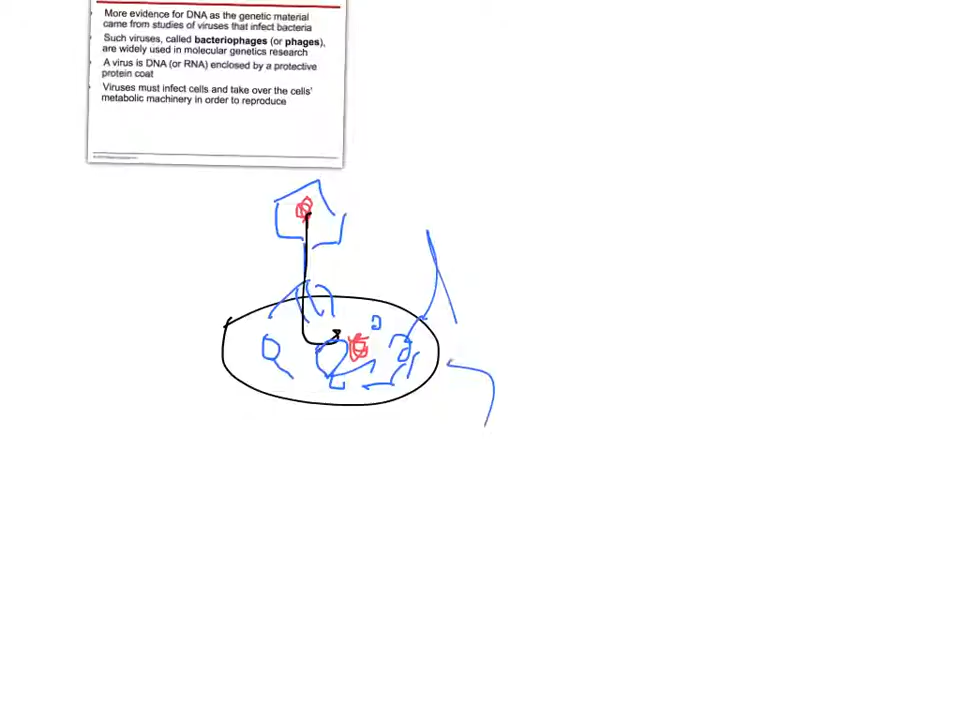 More evidence for DNA as the genetic material
came from studies of viruses that infect bacteria
Such viruses, called bacteriophages (or phages),
are widely used in molecular genetics research
A virus is DNA (or RNA) enclosed by a protective
protein coat
Viruses must infect cells and take over the cells'
metabolic machinery in order to reproduce